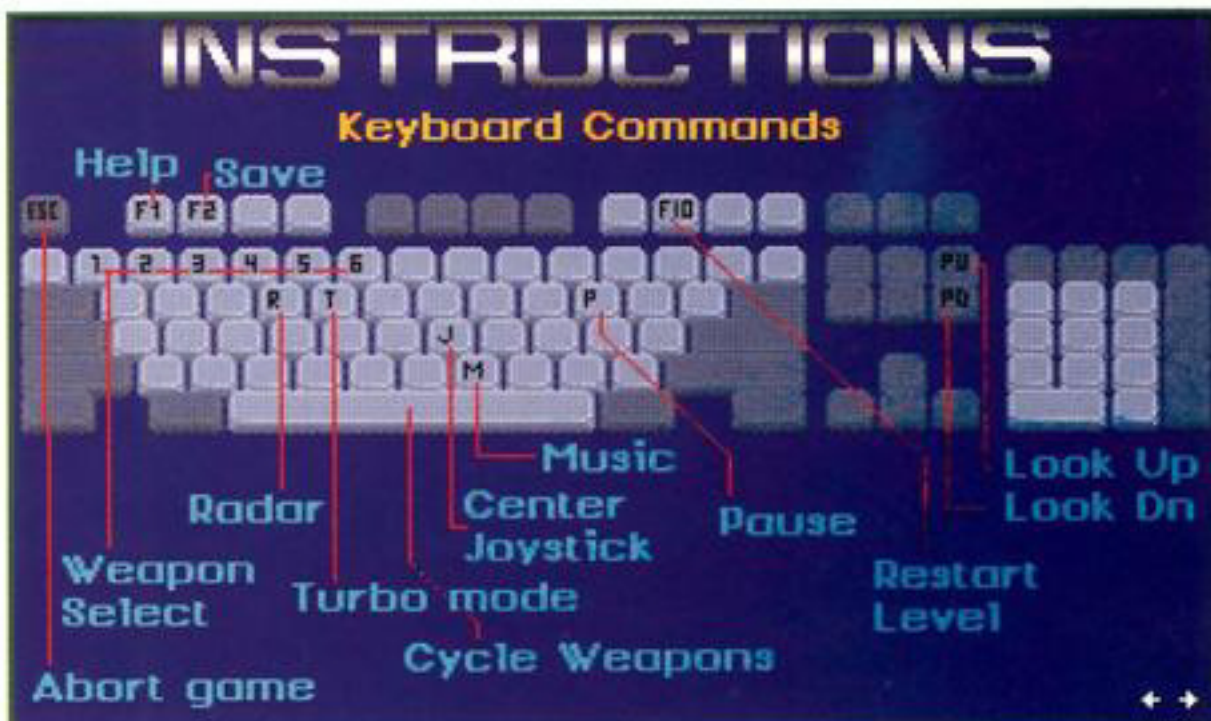 INSTRUCTIONS
Keyboard Commands
Help Save
ESC F1 F2 F10
1 2 3 4 5 6 PU
R T P PD
J
M
Music
Radar Center Pause Look Up
Joystick Look Dn
Weapon Turbo mode Restart
Select Level
Cycle Weapons
Abort game